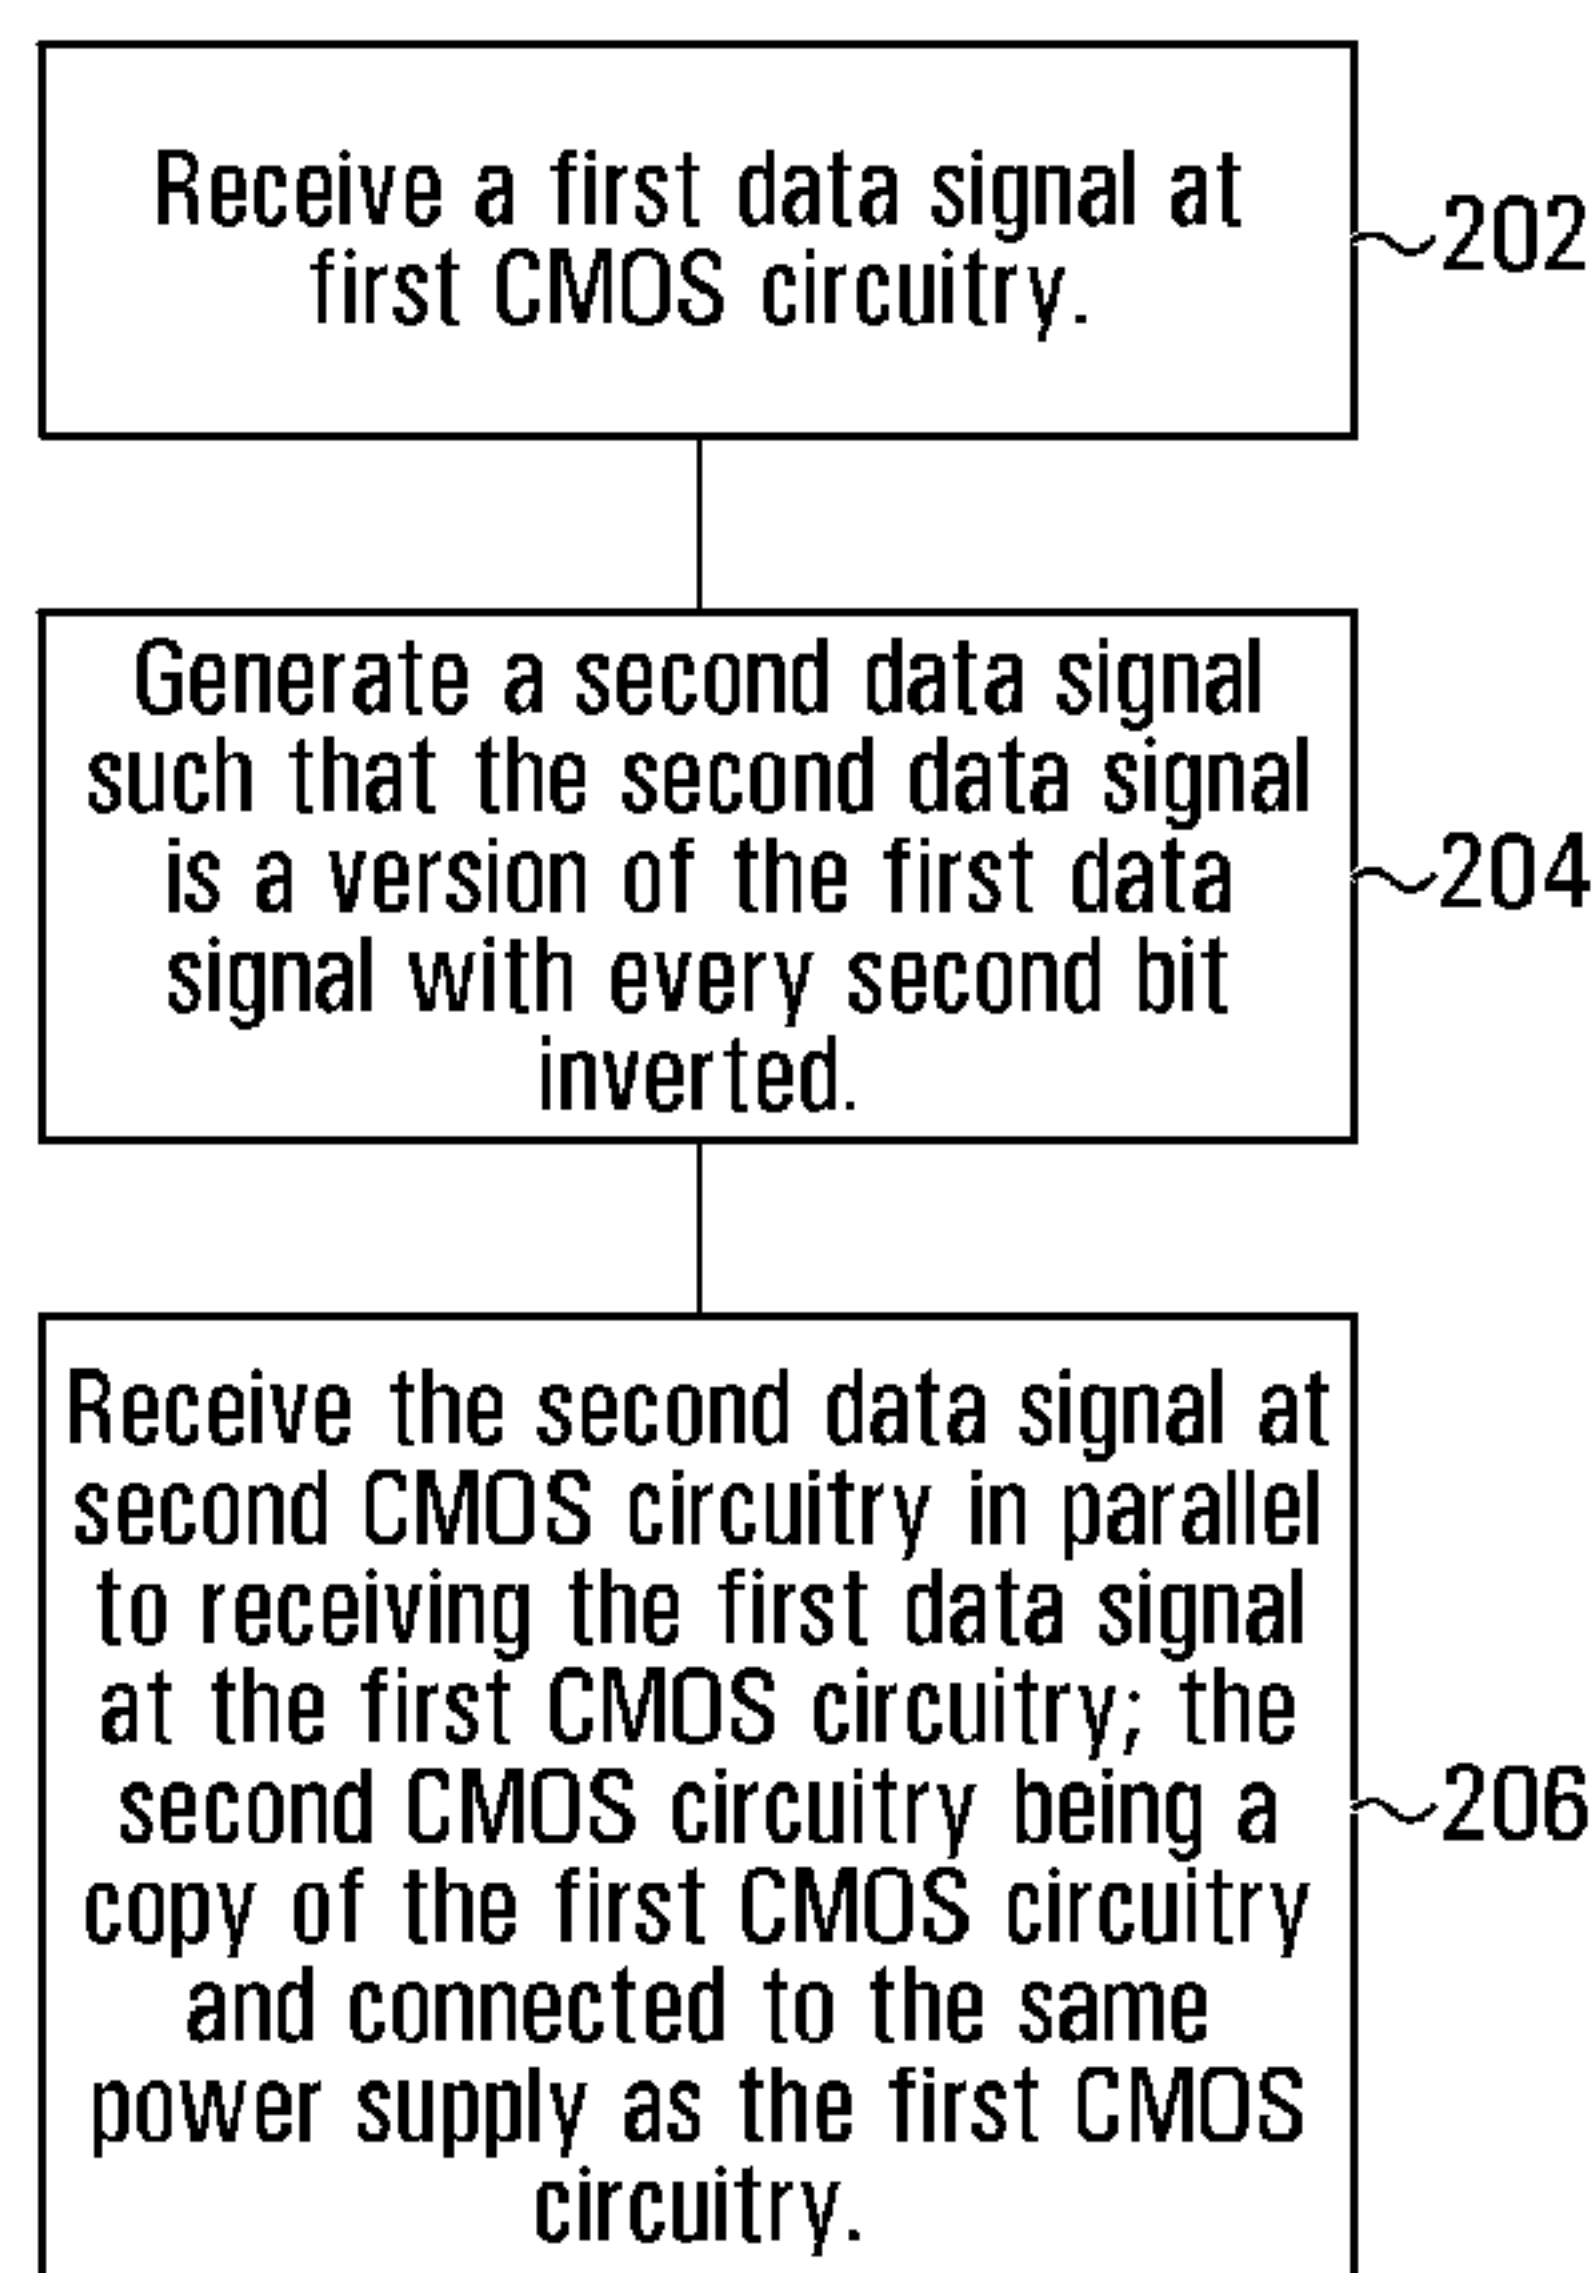 Receive a first data signal at
first CMOS circuitry.
202
Generate a second data signal
such that the second data signal
is a version of the first data
signal with every second bit
inverted.
204
Receive the second data signal at
second CMOS circuitry in parallel
to receiving the first data signal
at the first CMOS circuitry; the
second CMOS circuitry being a
copy of the first CMOS circuitry
and connected to the same
power supply as the first CMOS
circuitry.
206